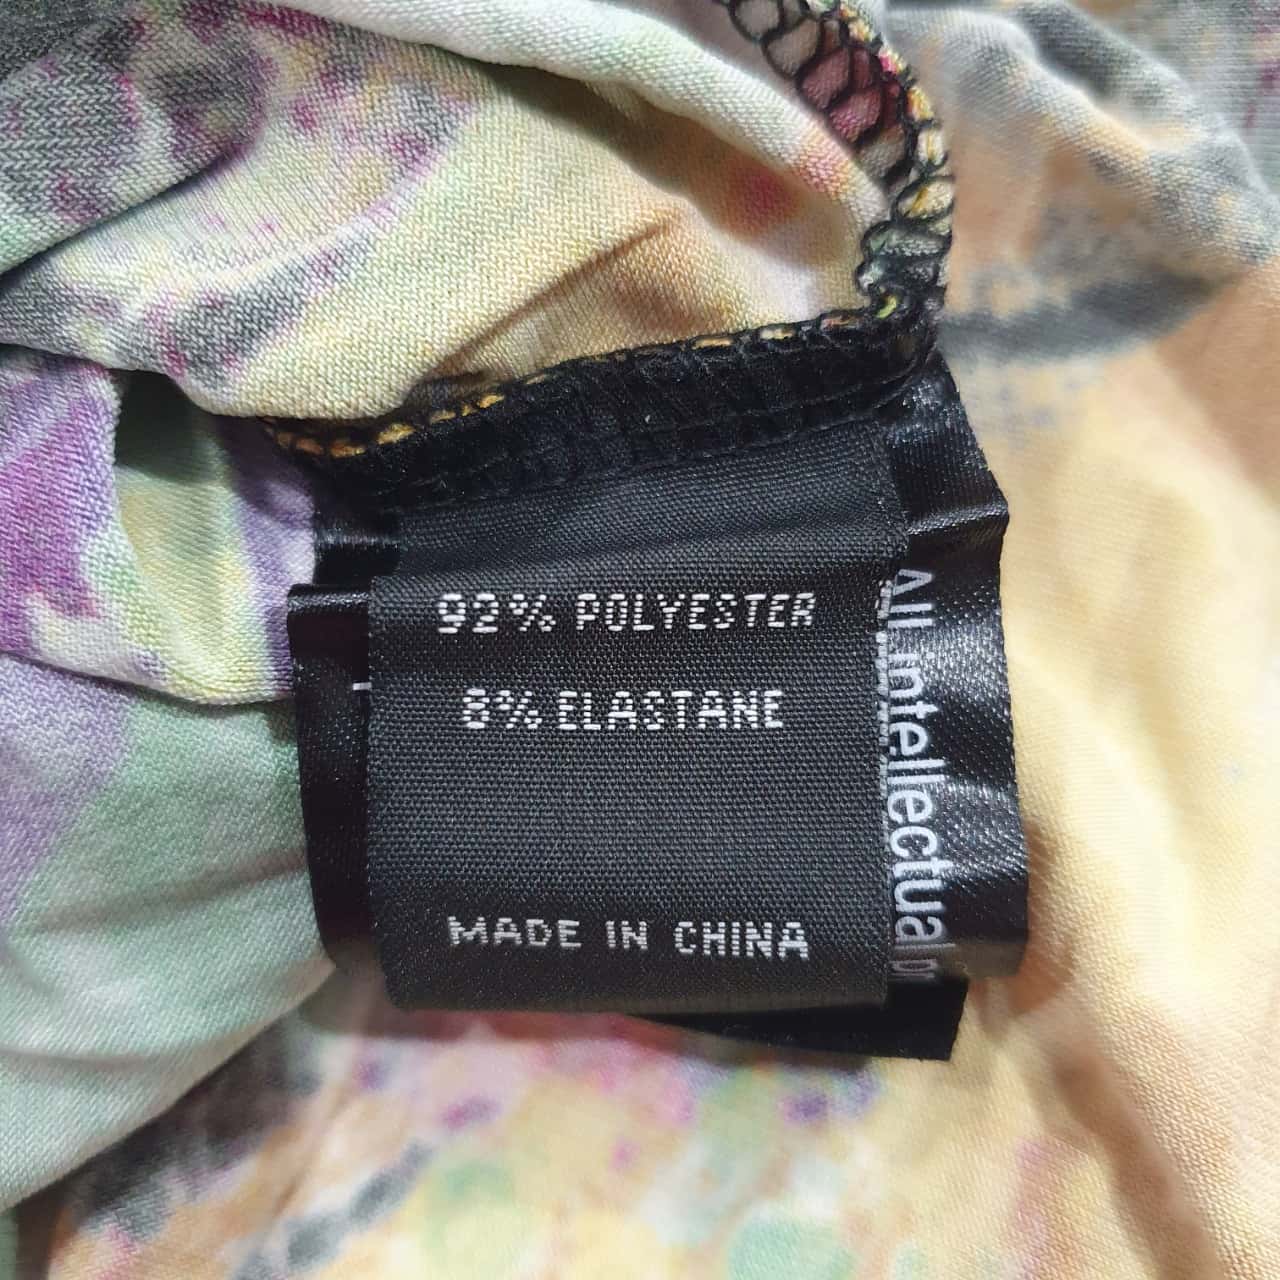 92% POLYESTER
8% ELASTANE
MADE IN CHINA
All intellectual